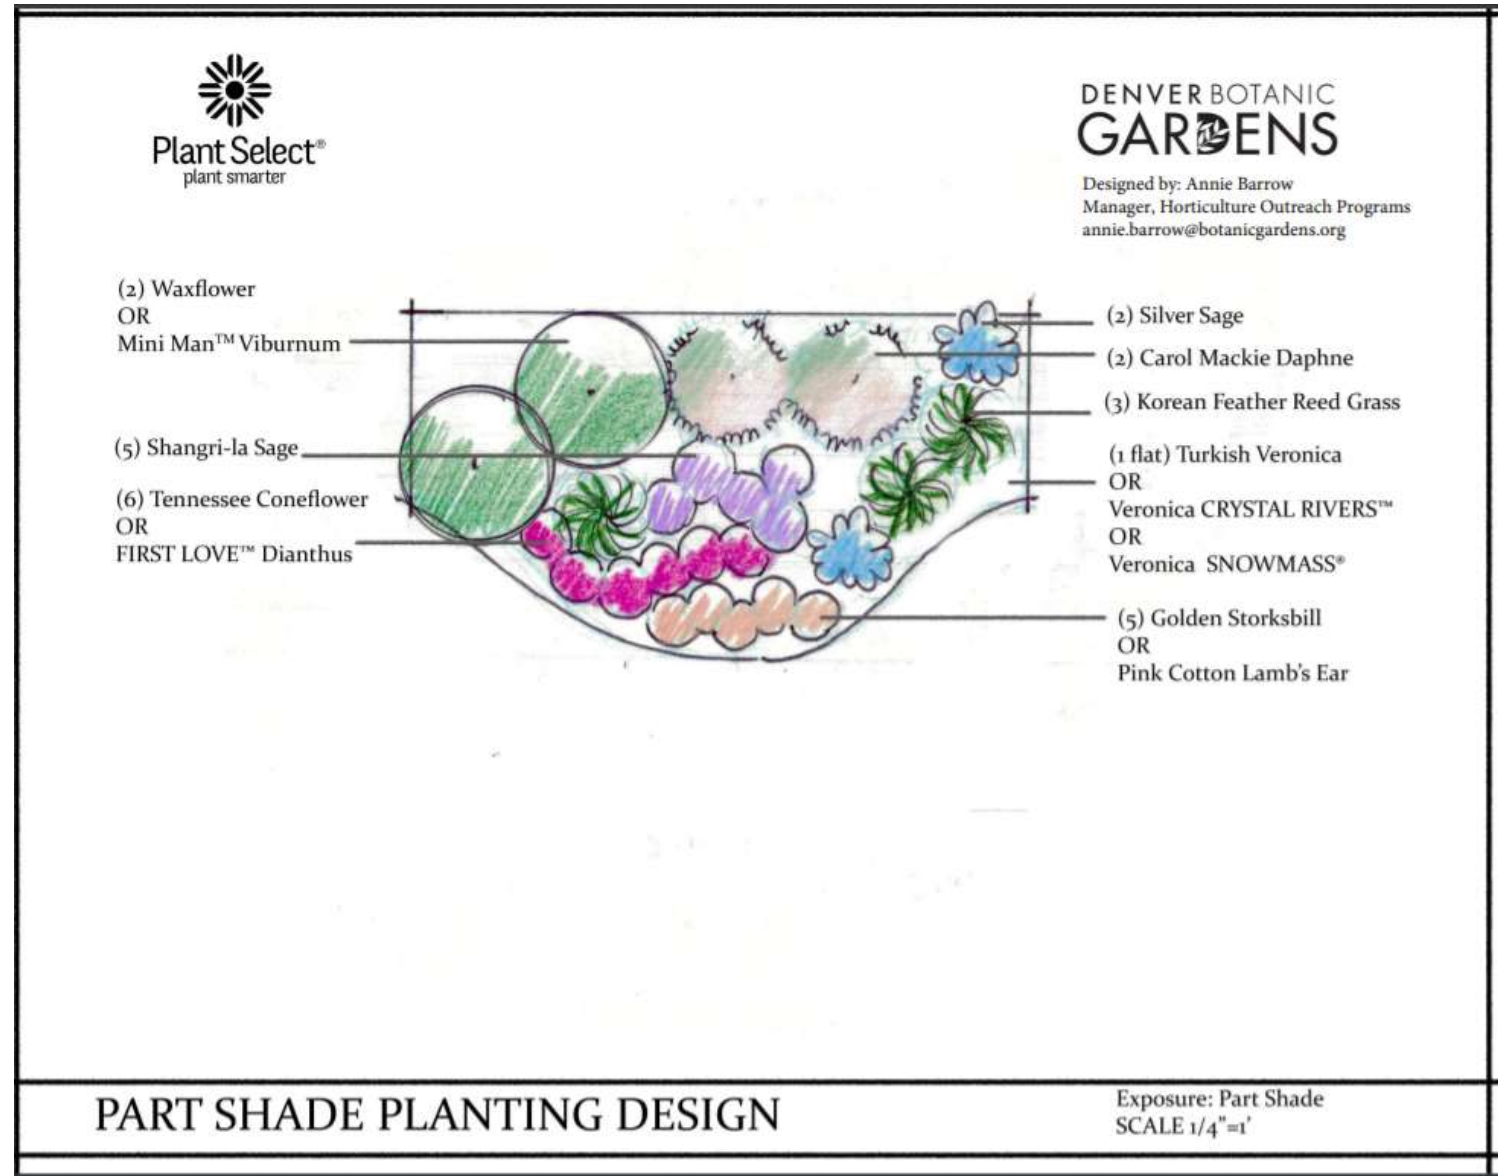 Plant Select®
plant smarter
DENVER BOTANIC
GARDENS
Designed by: Annie Barrow
Manager, Horticulture Outreach Programs
annie.barrow@botanicgardens.org
(2) Waxflower
OR
Mini Man™ Viburnum
(5) Shangri-la Sage
(6) Tennessee Coneflower
OR
FIRST LOVE™ Dianthus
(2) Silver Sage
(2) Carol Mackie Daphne
(3) Korean Feather Reed Grass
(1 flat) Turkish Veronica
OR
Veronica CRYSTAL RIVERS™
OR
Veronica SNOWMASS®
(5) Golden Storksbill
OR
Pink Cotton Lamb's Ear
PART SHADE PLANTING DESIGN
Exposure: Part Shade
SCALE 1/4"=1'